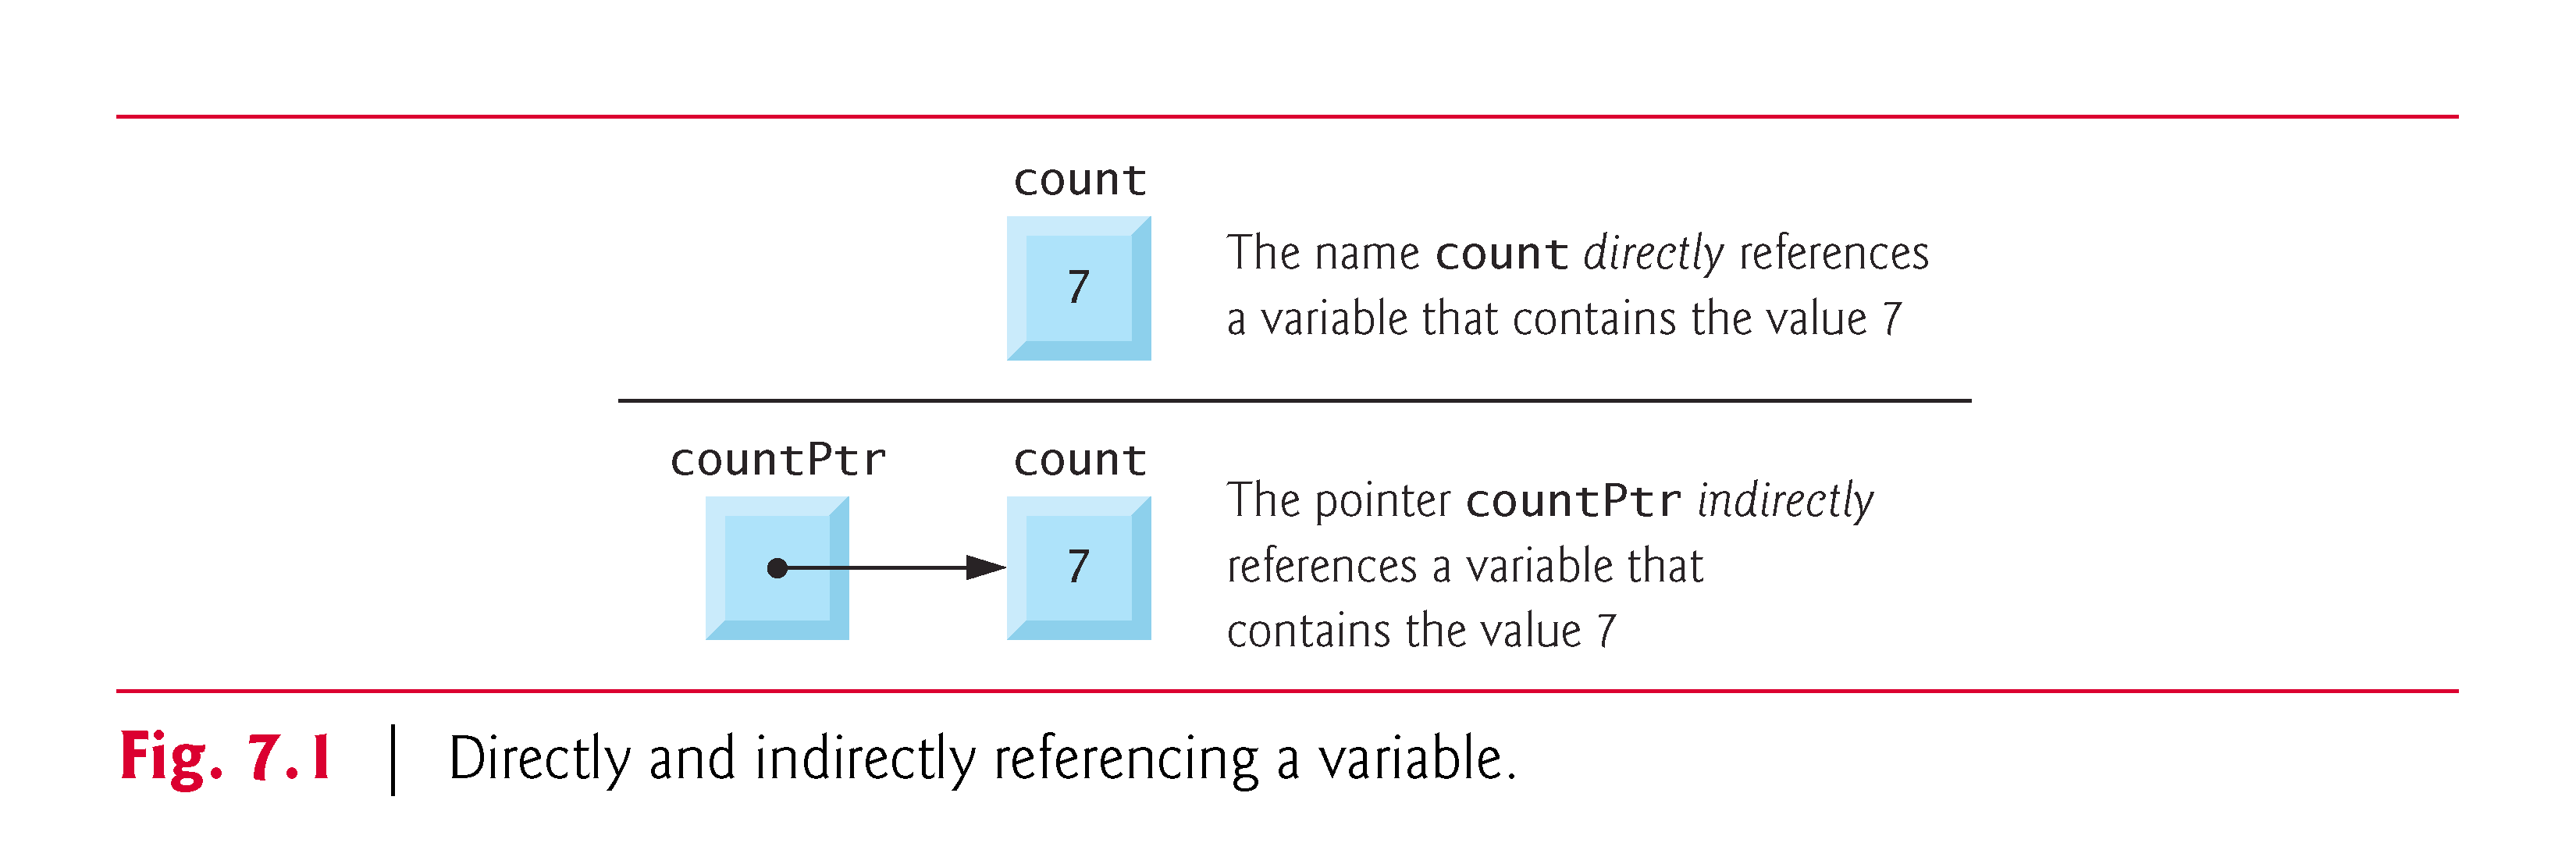 count
7
The name count directly references
a variable that contains the value 7
countPtr count
7
The pointer countPtr indirectly
references a variable that
contains the value 7
Fig. 7.1 | Directly and indirectly referencing a variable.